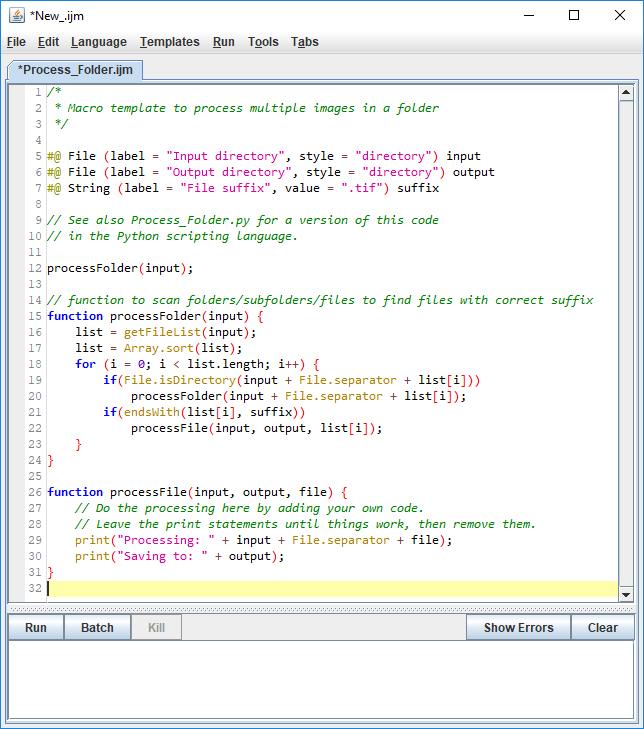 *New_.ijm
File Edit Language Templates Run Tools Tabs
*Process_Folder.ijm
1 /*
2  * Macro template to process multiple images in a folder
3  */
4
5 #@ File (label = "Input directory", style = "directory") input
6 #@ File (label = "Output directory", style = "directory") output
7 #@ String (label = "File suffix", value = ".tif") suffix
8
9 // See also Process_Folder.py for a version of this code
10 // in the Python scripting language.
11
12 processFolder(input);
13
14 // function to scan folders/subfolders/files to find files with correct suffix
15 function processFolder(input) {
16     list = getFileList(input);
17     list = Array.sort(list);
18     for (i = 0; i < list.length; i++) {
19         if(File.isDirectory(input + File.separator + list[i]))
20             processFolder(input + File.separator + list[i]);
21         if(endsWith(list[i], suffix))
22             processFile(input, output, list[i]);
23     }
24 }
25
26 function processFile(input, output, file) {
27     // Do the processing here by adding your own code.
28     // Leave the print statements until things work, then remove them.
29     print("Processing: " + input + File.separator + file);
30     print("Saving to: " + output);
31 }
32
Run Batch Kill Show Errors Clear